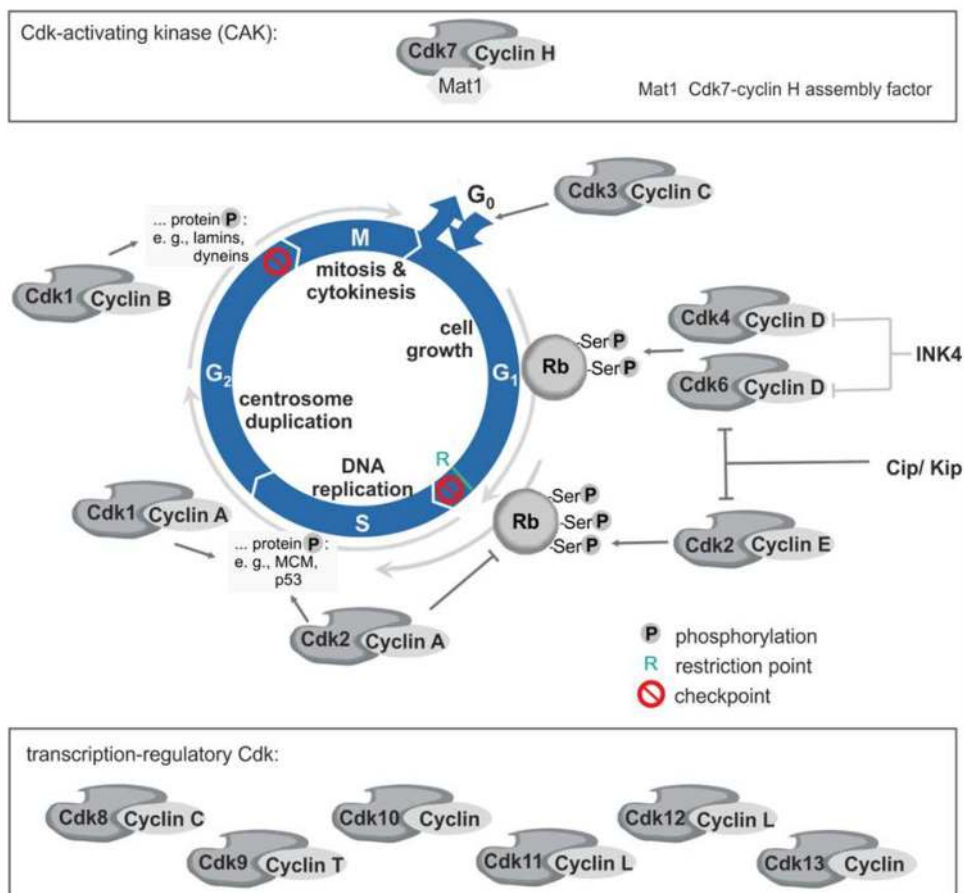 Cdk-activating kinase (CAK):
Cdk7 Cyclin H
Mat1
Mat1 Cdk7-cyclin H assembly factor
G0
Cdk3 Cyclin C
... protein P :
e. g., lamins,
dyneins
M
mitosis &
cytokinesis
Cdk1 Cyclin B
cell
growth
G1
Rb
-Ser P
-Ser P
Cdk4 Cyclin D
Cdk6 Cyclin D
INK4
G2
centrosome
duplication
DNA
replication
R
S
Cip/ Kip
Cdk1 Cyclin A
... protein P :
e. g., MCM,
p53
Rb
-Ser P
-Ser P
-Ser P
Cdk2 Cyclin E
Cdk2 Cyclin A
P phosphorylation
R restriction point
checkpoint
transcription-regulatory Cdk:
Cdk8 Cyclin C
Cdk10 Cyclin
Cdk12 Cyclin L
Cdk9 Cyclin T
Cdk11 Cyclin L
Cdk13 Cyclin